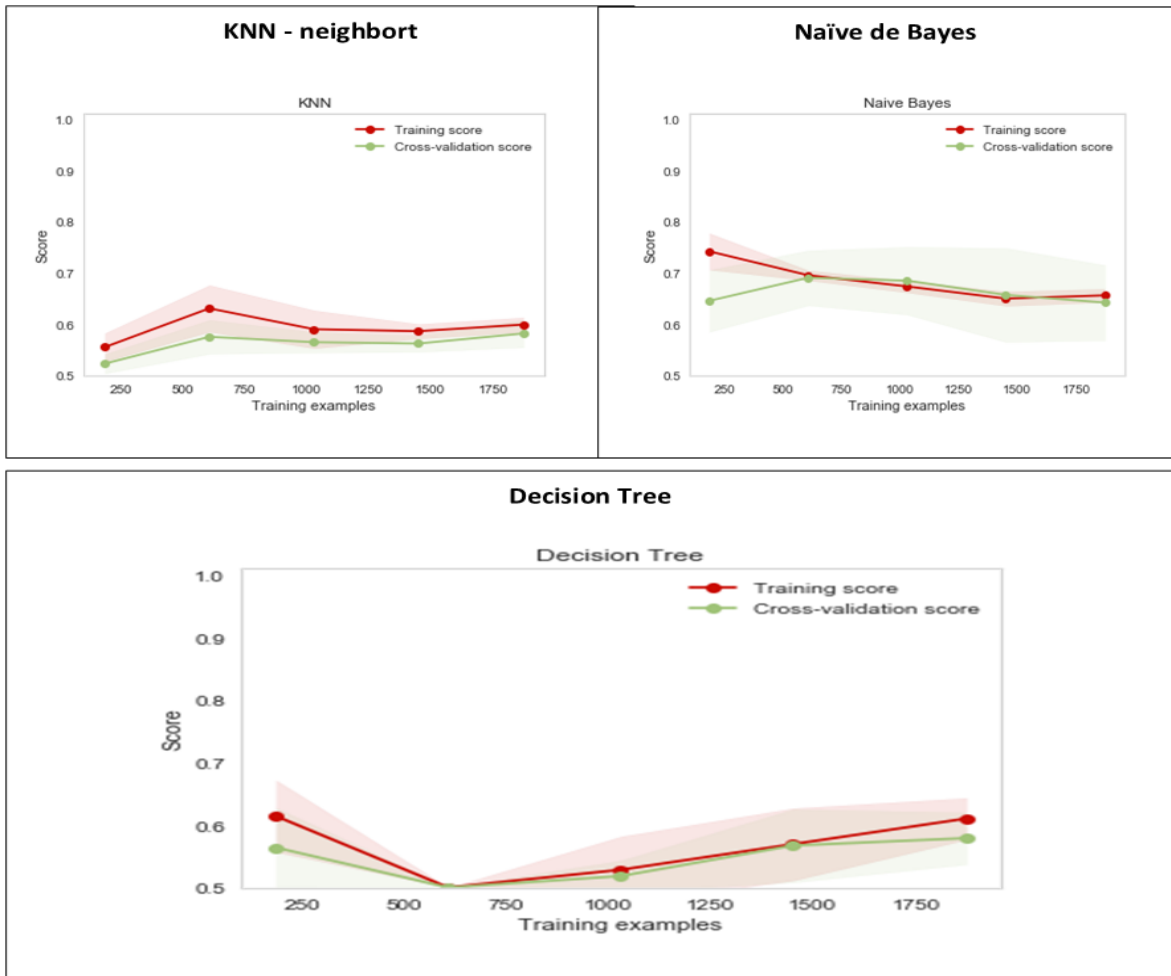 KNN - neighbort
KNN
1.0
Training score
Cross-validation score
0.9
0.8
Score
0.7
0.6
0.5
250 500 750 1000 1250 1500 1750
Training examples
Naïve de Bayes
Naive Bayes
1.0
Training score
Cross-validation score
0.9
0.8
Score
0.7
0.6
0.5
250 500 750 1000 1250 1500 1750
Training examples
Decision Tree
Decision Tree
1.0
Training score
Cross-validation score
0.9
0.8
Score
0.7
0.6
0.5
250 500 750 1000 1250 1500 1750
Training examples